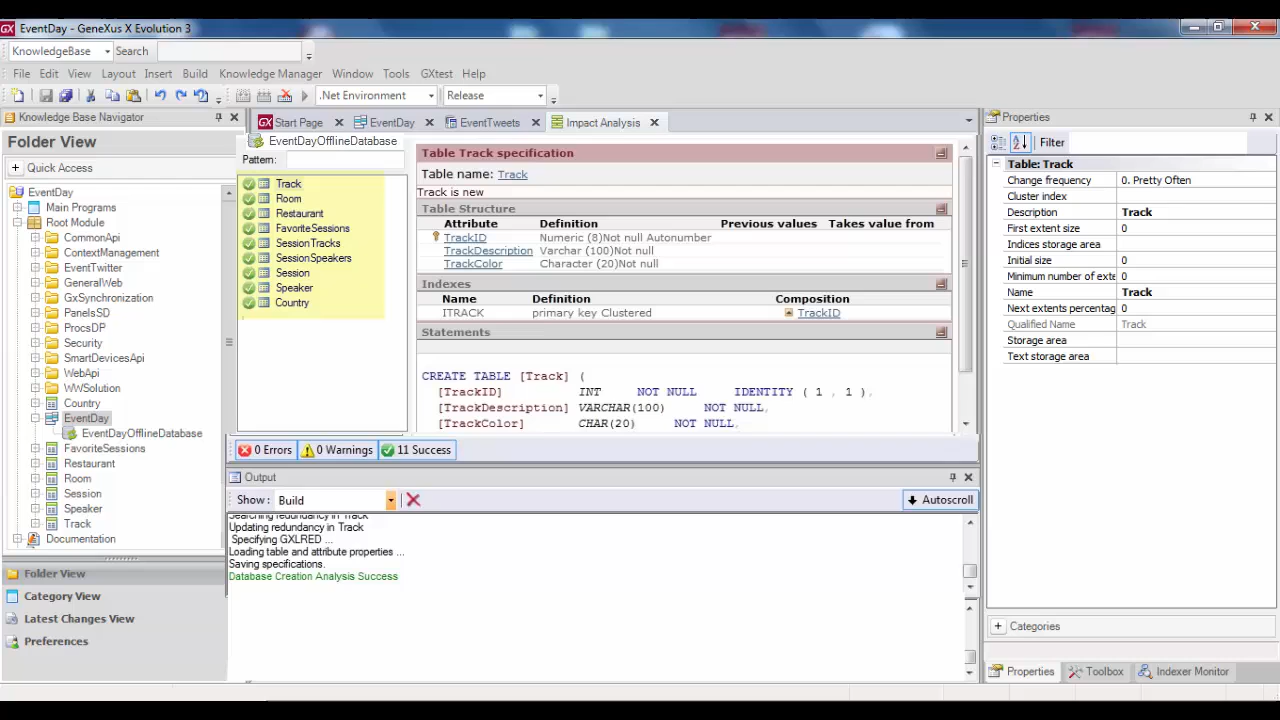 GX EventDay - GeneXus X Evolution 3
KnowledgeBase Search
File Edit View Layout Insert Build Knowledge Manager Window Tools GXtest Help
.Net Environment Release
Knowledge Base Navigator
Folder View
Quick Access
EventDay
Main Programs
Root Module
CommonApi
ContextManagement
EventTwitter
GeneralWeb
GxSynchronization
PanelsSD
ProcsDP
Security
SmartDevicesApi
WebApi
WWSolution
Country
EventDay
EventDayOfflineDatabase
FavoriteSessions
Restaurant
Room
Session
Speaker
Track
Documentation
Folder View
Category View
Latest Changes View
Preferences
GX Start Page EventDay EventTweets Impact Analysis
EventDayOfflineDatabase
Pattern:
Track
Room
Restaurant
FavoriteSessions
SessionTracks
SessionSpeakers
Session
Speaker
Country
Table Track specification
Table name: Track
Track is new
Table Structure
Attribute Definition Previous values Takes value from
TrackID Numeric (8)Not null Autonumber
TrackDescription Varchar (100)Not null
TrackColor Character (20)Not null
Indexes
Name Definition Composition
ITRACK primary key Clustered TrackID
Statements
CREATE TABLE [Track] (
[TrackID] INT NOT NULL IDENTITY ( 1 , 1 ),
[TrackDescription] VARCHAR(100) NOT NULL,
[TrackColor] CHAR(20) NOT NULL,
0 Errors 0 Warnings 11 Success
Output
Show: Build Autoscroll
Searching redundancy in Track
Updating redundancy in Track
Specifying GXLRED ...
Loading table and attribute properties ...
Saving specifications.
Database Creation Analysis Success
Properties
Filter
Table: Track
Change frequency 0. Pretty Often
Cluster index
Description Track
First extent size 0
Indices storage area
Initial size 0
Minimum number of exte 0
Name Track
Next extents percentag 0
Qualified Name Track
Storage area
Text storage area
Categories
Properties Toolbox Indexer Monitor